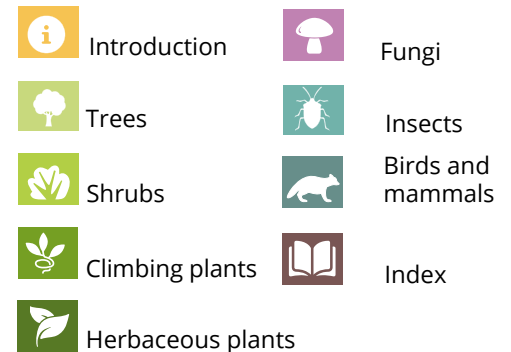 Introduction
Trees
Shrubs
Climbing plants
Herbaceous plants
Fungi
Insects
Birds and
mammals
Index